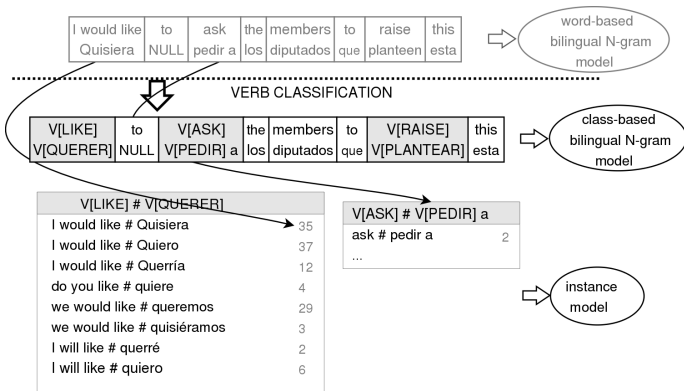 I would like to ask the members to raise this
Quisiera NULL pedir a los diputados que planteen esta
word-based
bilingual N-gram
model
VERB CLASSIFICATION
V[LIKE] to V[ASK] the members to V[RAISE] this
V[QUERER] NULL V[PEDIR] a los diputados que V[PLANTEAR] esta
class-based
bilingual N-gram
model
V[LIKE] # V[QUERER]
I would like # Quisiera 35
I would like # Quiero 37
I would like # Querría 12
do you like # quiere 4
we would like # queremos 29
we would like # quisiéramos 3
I will like # querré 2
I will like # quiero 6
V[ASK] # V[PEDIR] a
ask # pedir a 2
...
instance
model